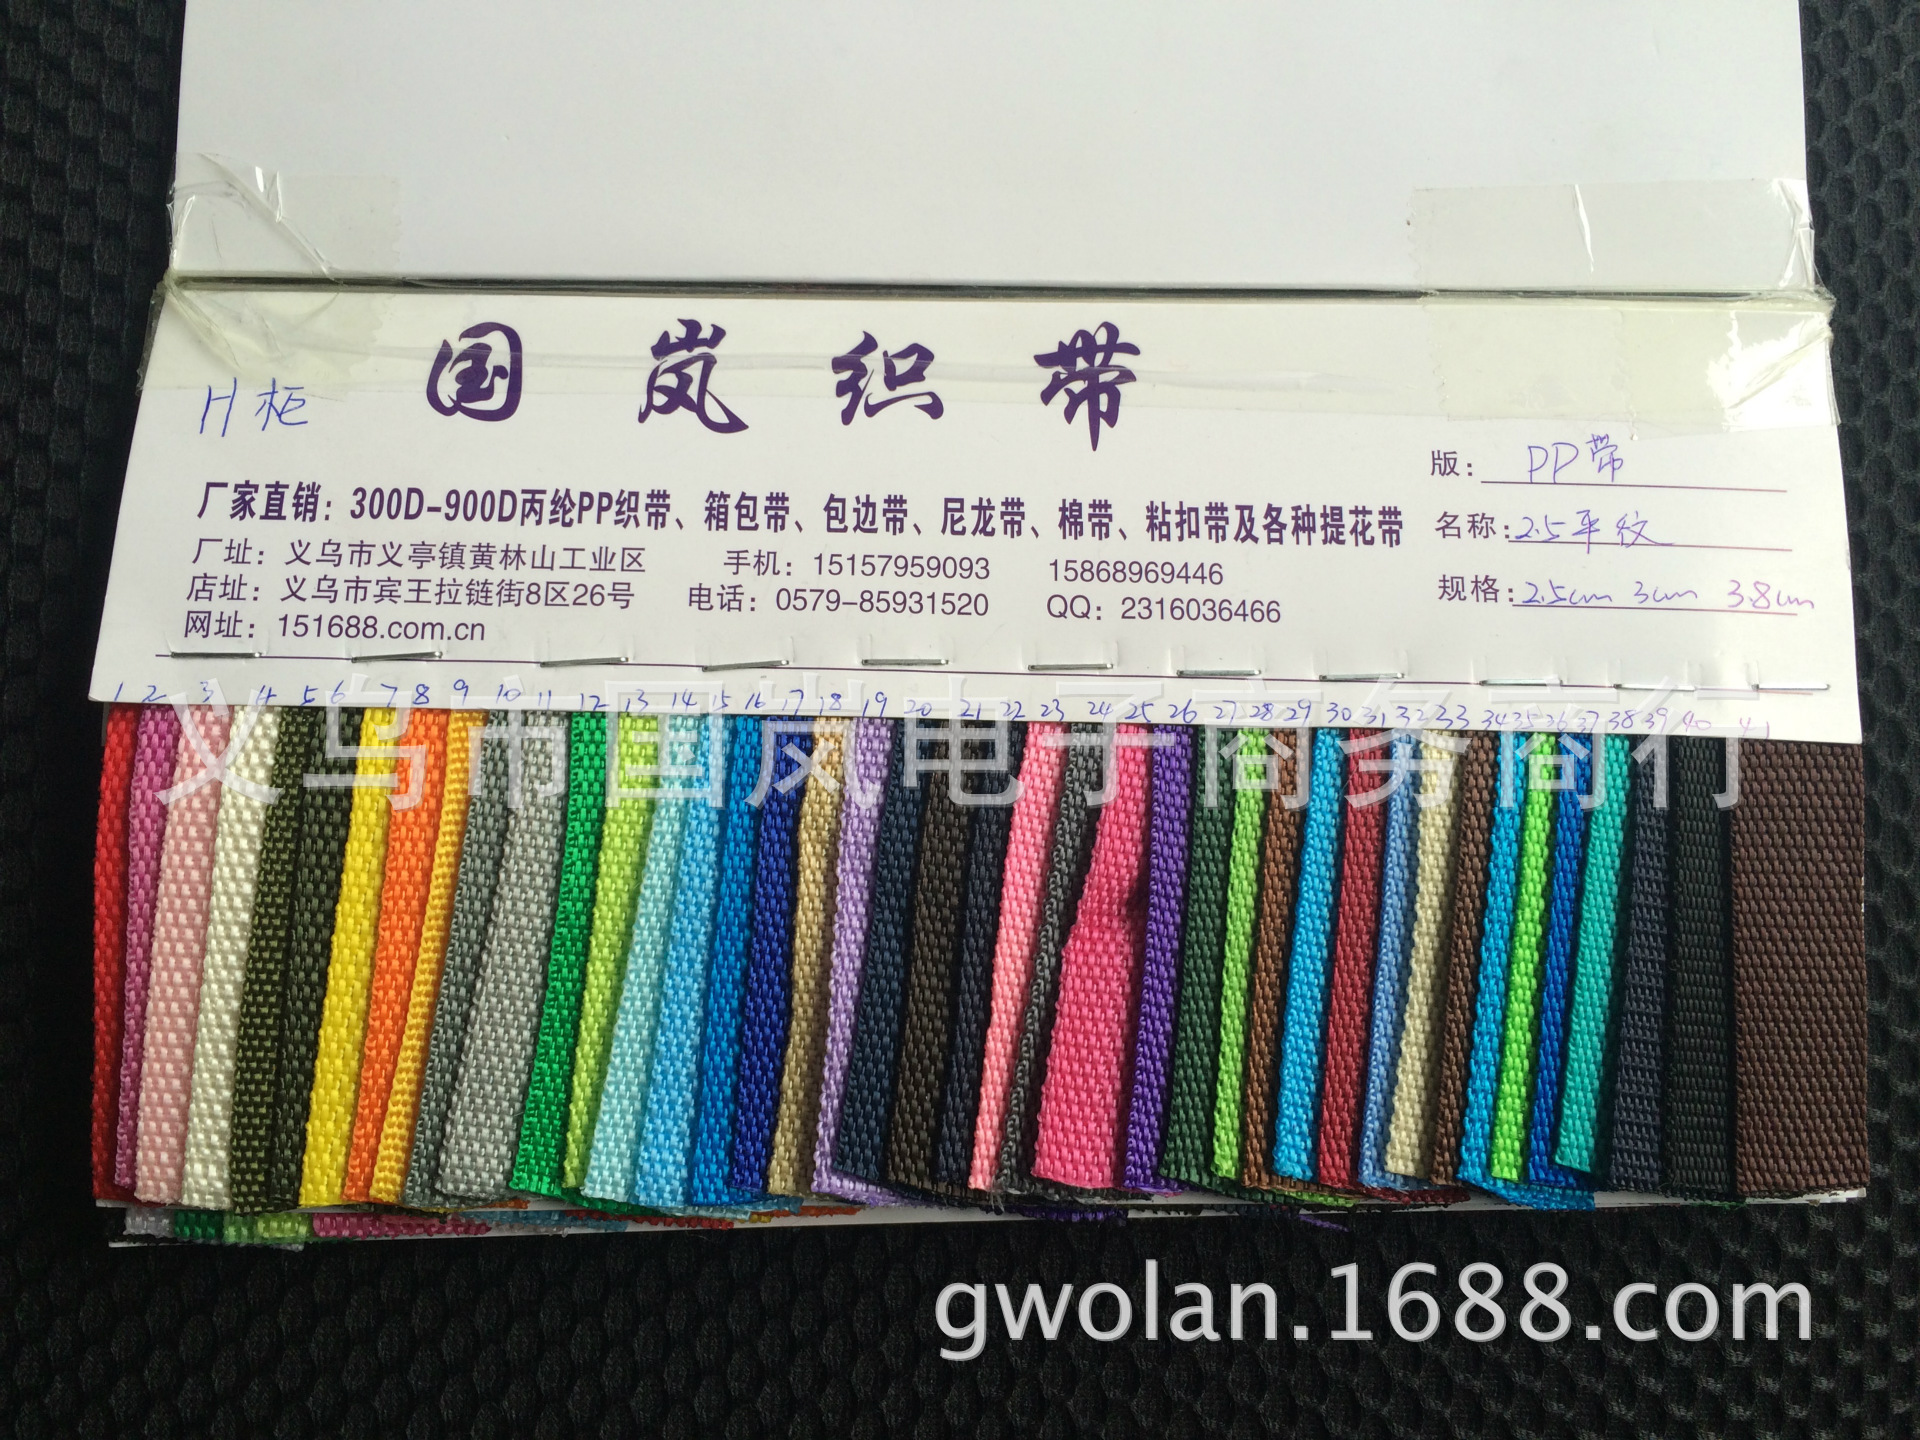 国岚织带
H柜
版：PP带
厂家直销：300D-900D丙纶PP织带、箱包带、包边带、尼龙带、棉带、粘扣带及各种提花带
名称：2.5平纹
厂址：义乌市义亭镇黄林山工业区 手机：15157959093 15868969446
店址：义乌市宾王拉链街8区26号 电话：0579-85931520 QQ：2316036466
规格：2.5cm 3cm 3.8cm
网址：151688.com.cn
1 2 3 4 5 6 7 8 9 10 11 12 13 14 15 16 17 18 19 20 21 22 23 24 25 26 27 28 29 30 31 32 33 34 35 36 37 38 39 40 41
义乌市国岚电子商务商行
gwolan.1688.com